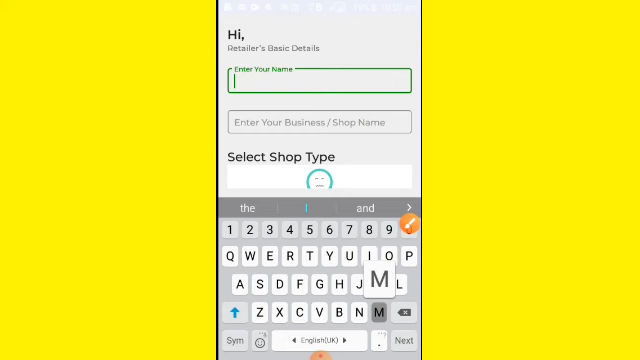 Hi,
Retailer's Basic Details
Enter Your Name
Enter Your Business / Shop Name
Select Shop Type
the I and
1 2 3 4 5 6 7 8 9
Q W E R T Y U I O P
A S D F G H J L
M
Z X C V B N M
Sym English(UK) . Next